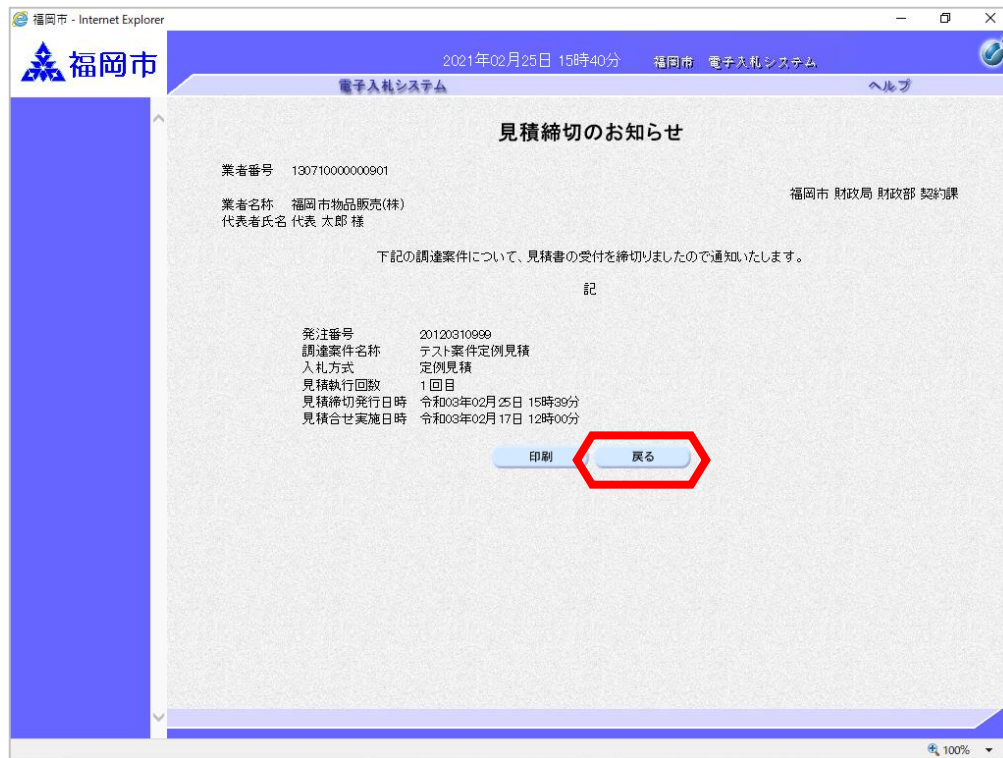 福岡市 - Internet Explorer
福岡市
2021年02月25日 15時40分 福岡市 電子入札システム
電子入札システム ヘルプ
見積締切のお知らせ
業者番号 130710000000901
福岡市 財政局 財政部 契約課
業者名称 福岡市物品販売(株)
代表者氏名 代表 太郎 様
下記の調達案件について、見積書の受付を締切りましたので通知いたします。
記
発注番号 20120310999
調達案件名称 テスト案件定例見積
入札方式 定例見積
見積執行回数 1回目
見積締切発行日時 令和03年02月25日 15時39分
見積合せ実施日時 令和03年02月17日 12時00分
印刷 戻る
100%